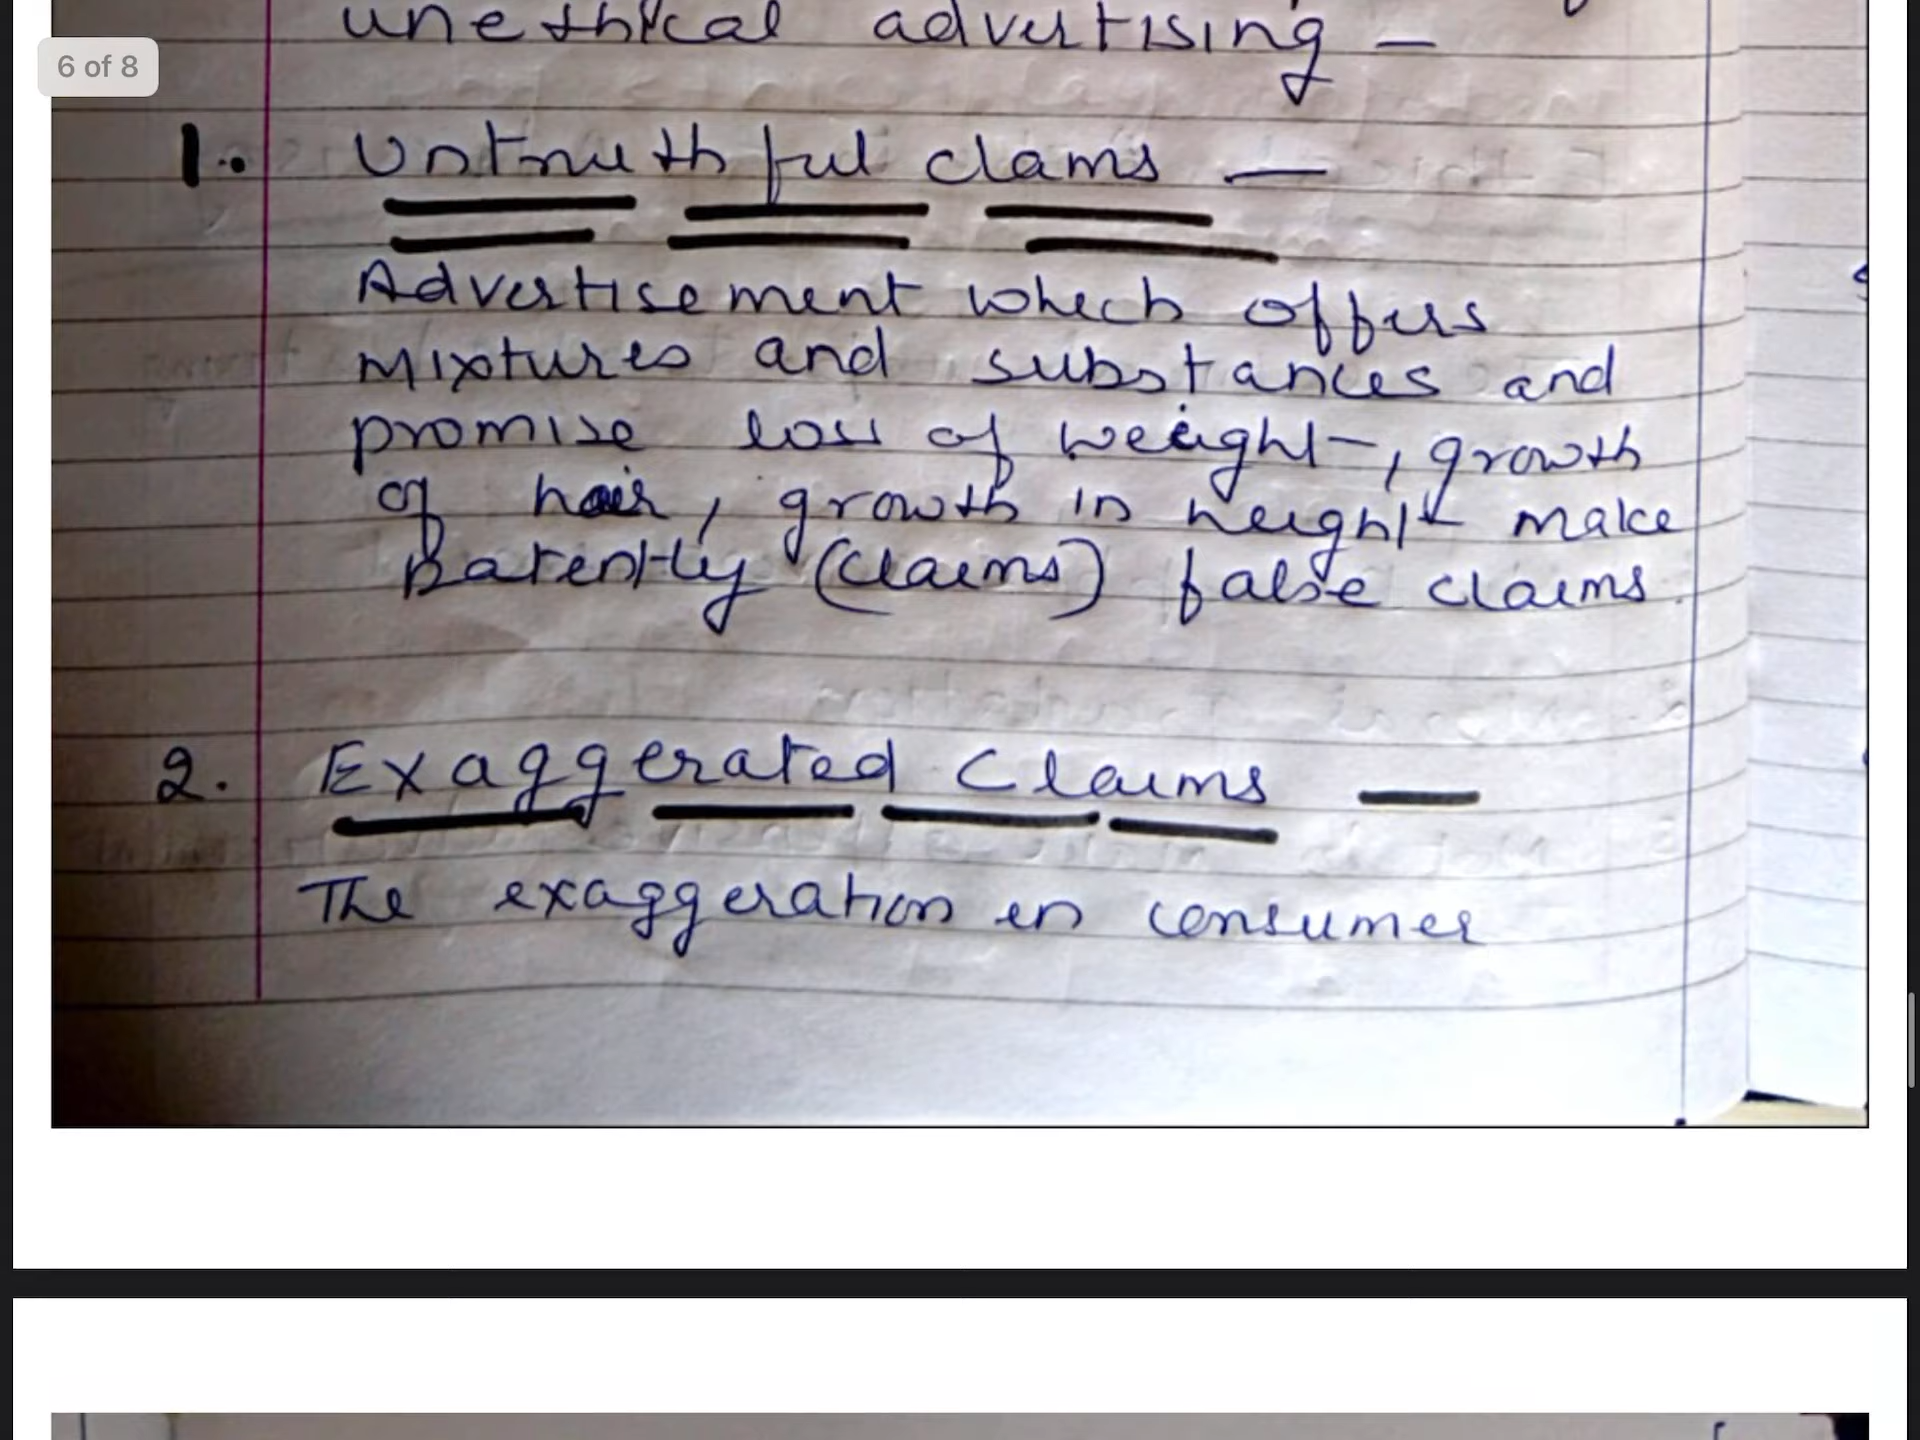 unethical advertising –
6 of 8
1. Untruthful clams —
Advertisement which offers
mixtures and substances and
promise loss of weight, growth
of hair, growth in height make
Patently (claims) false claims.
2. Exaggerated Claims —
The exaggeration in consumer